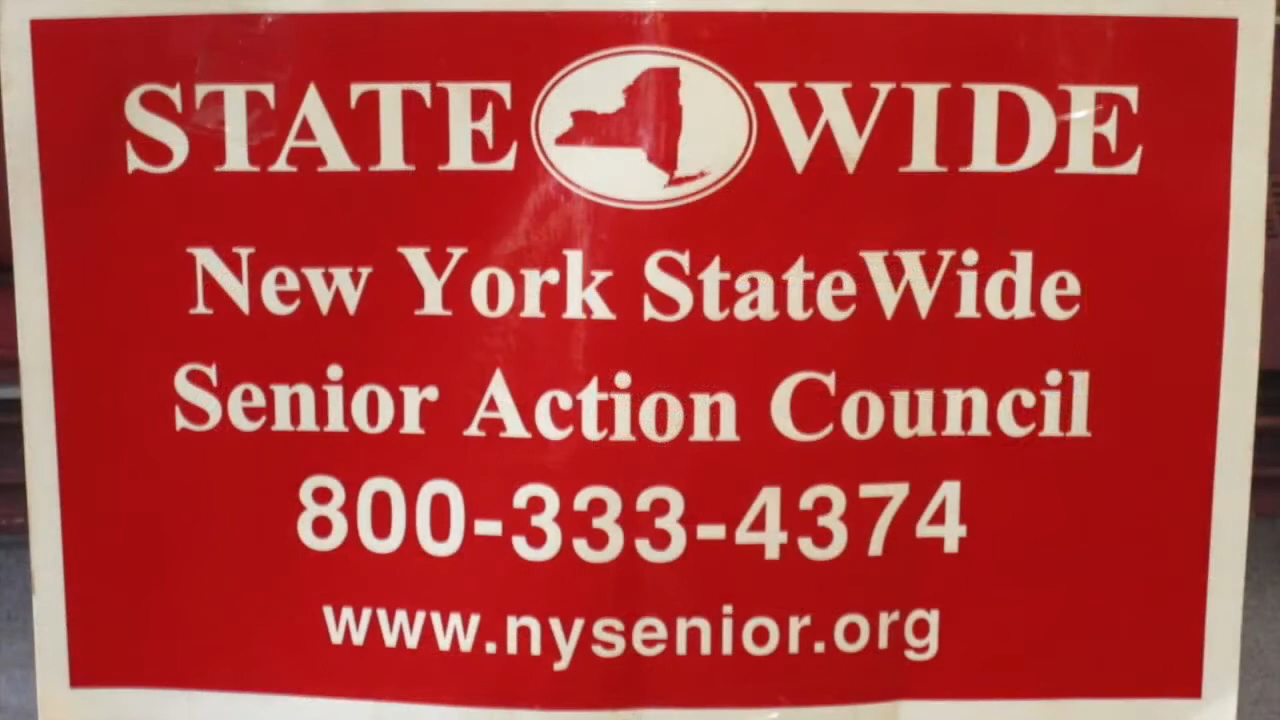 STATE WIDE
New York StateWide
Senior Action Council
800-333-4374
www.nysenior.org